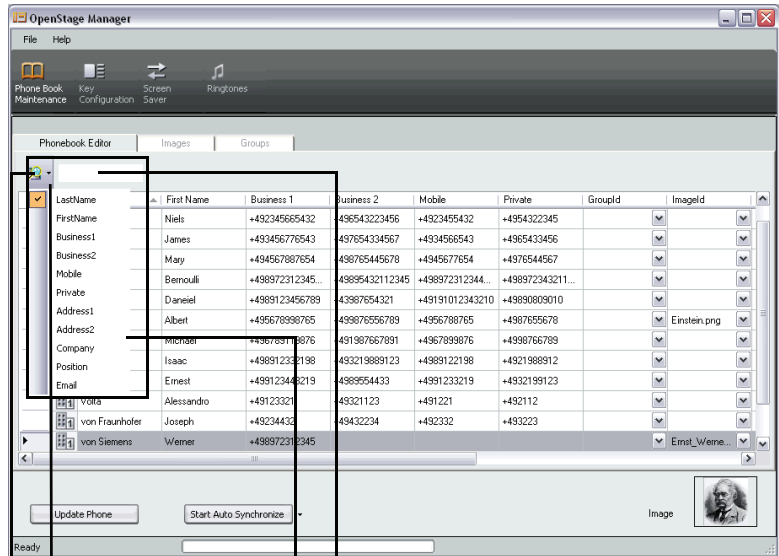 OpenStage Manager
File Help
Phone Book Maintenance Key Configuration Screen Saver Ringtones
Phonebook Editor Images Groups
First Name Business 1 Business 2 Mobile Private GroupId ImageId
LastName
FirstName
Business1
Business2
Mobile
Private
Address1
Address2
Company
Position
Email
Niels +492345665432 496543223456 +4923455432 +4954322345
James +493456776543 497654334567 +4934566543 +4965433456
Mary +494567887654 498765445678 +4945677654 +4976544567
Bernoulli +498972312345... 49895432112345 +498972312344... +498972343211...
Daneiel +4989123456789 43987654321 +49191012343210 +49890809010
Albert +495678998765 499876556789 +4956788765 +4987655678 Einstein.png
Michael +496789119876 491987667891 +4967899876 +4998766789
Isaac +498912332198 493219889123 +4989122198 +4921988912
Ernest +499123443219 4989554433 +4991233219 +4932199123
Volta Alessandro +49123321 49321123 +491221 +492112
von Fraunhofer Joseph +49234432 49432234 +492332 +493223
von Siemens Werner +498972312345 Ernst_Werne...
Update Phone Start Auto Synchronize Image
Ready